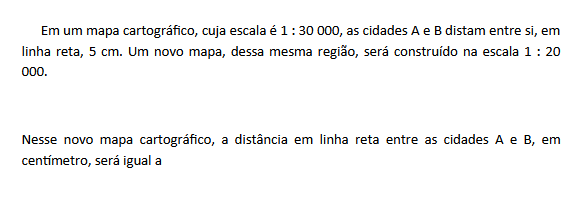 Em um mapa cartográfico, cuja escala é 1 : 30 000, as cidades A e B distam entre si, em
linha reta, 5 cm. Um novo mapa, dessa mesma região, será construído na escala 1 : 20
000.
Nesse novo mapa cartográfico, a distância em linha reta entre as cidades A e B, em
centímetro, será igual a